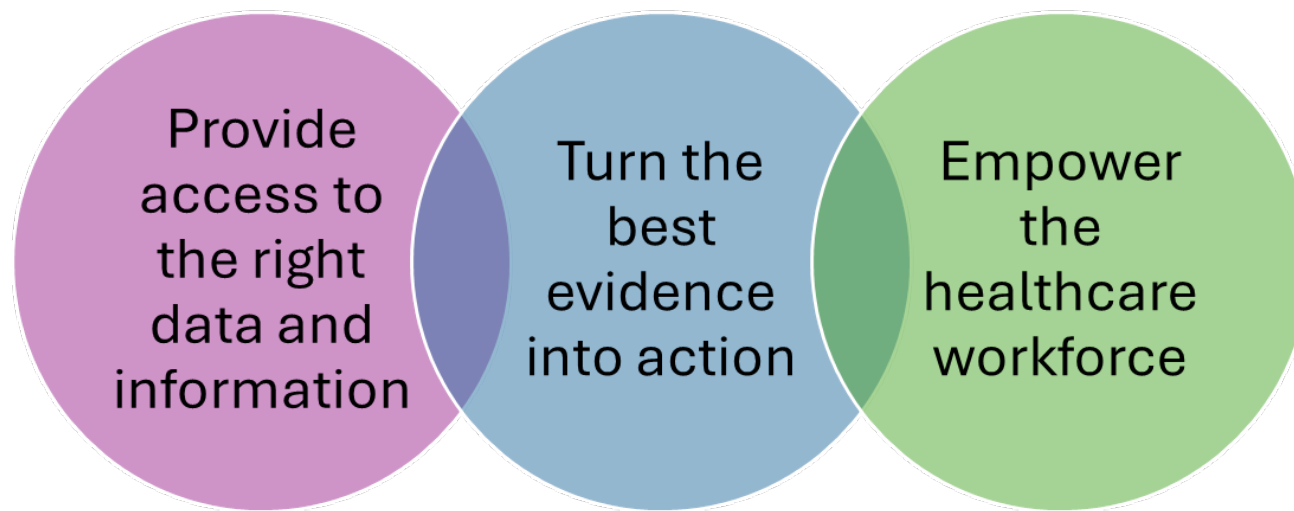 Provide
access to
the right
data and
information
Turn the
best
evidence
into action
Empower
the
healthcare
workforce